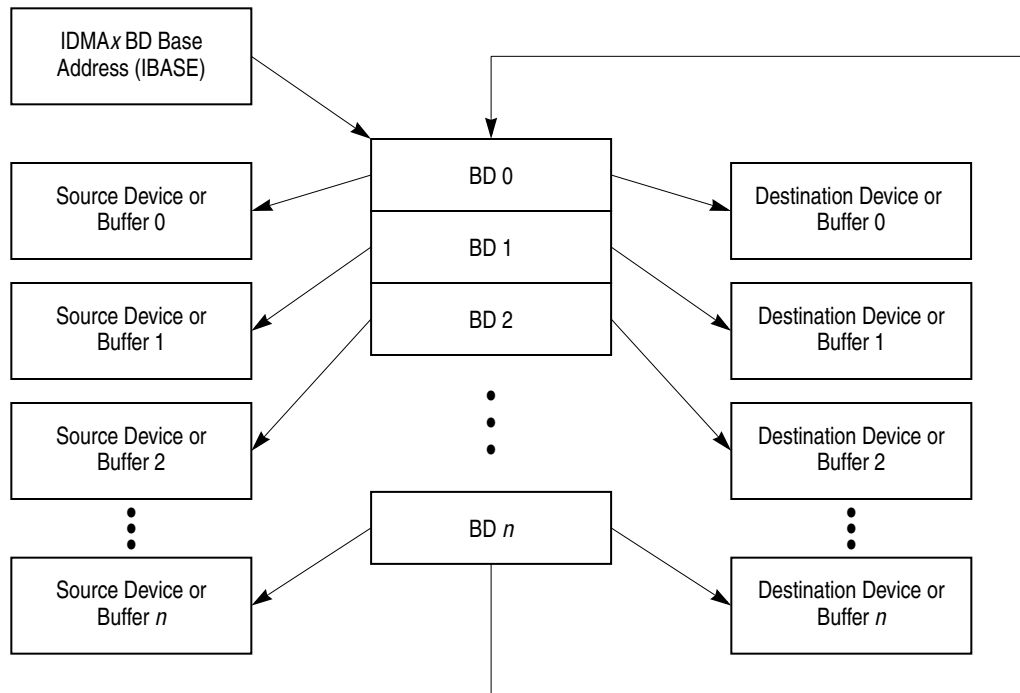 IDMAx BD Base
Address (IBASE)
BD 0
Source Device or
Buffer 0
Destination Device or
Buffer 0
BD 1
Source Device or
Buffer 1
Destination Device or
Buffer 1
BD 2
Source Device or
Buffer 2
Destination Device or
Buffer 2
BD n
Source Device or
Buffer n
Destination Device or
Buffer n